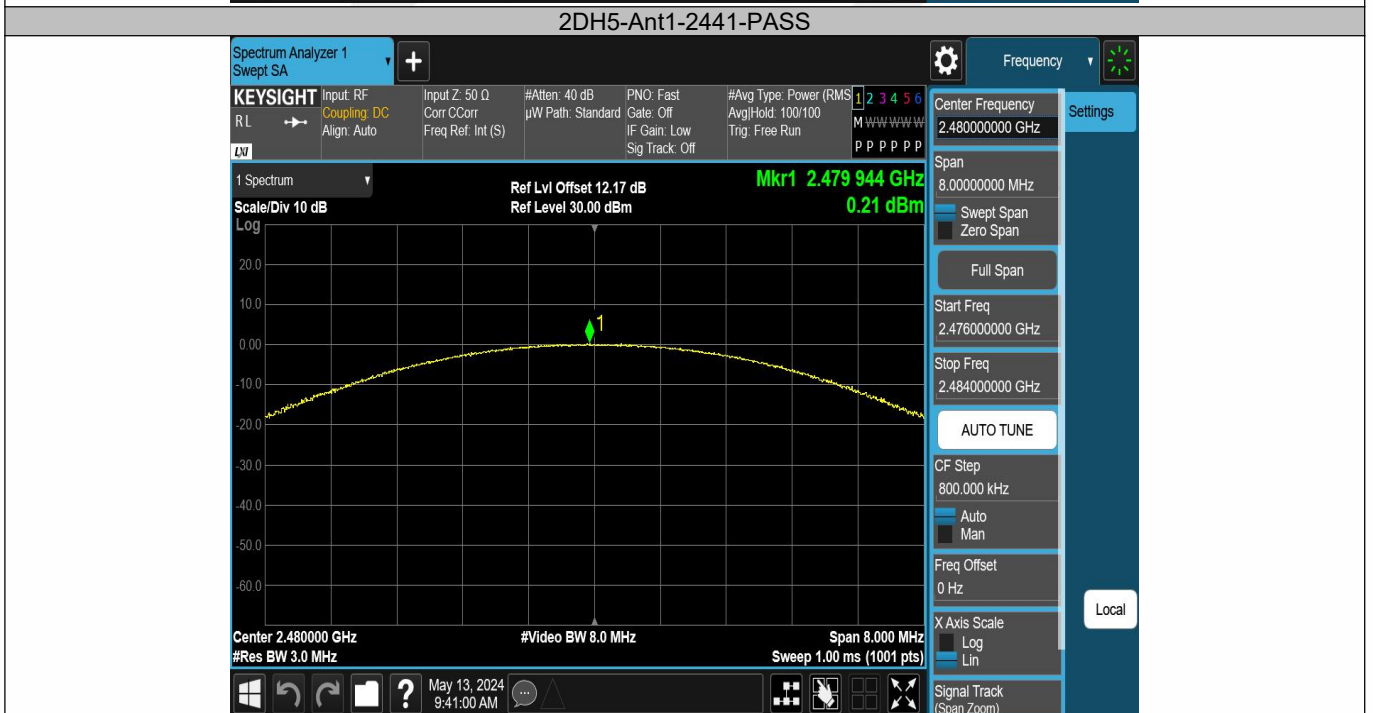 2DH5-Ant1-2441-PASS
Spectrum Analyzer 1
Swept SA
+
Frequency
KEYSIGHT
RL
LXI
Input: RF
Coupling: DC
Align: Auto
Input Z: 50 Ω
Corr CCorr
Freq Ref: Int (S)
#Atten: 40 dB
µW Path: Standard
PNO: Fast
Gate: Off
IF Gain: Low
Sig Track: Off
#Avg Type: Power (RMS
Avg|Hold: 100/100
Trig: Free Run
1 2 3 4 5 6
M W W W W W
P P P P P P
1 Spectrum
Scale/Div 10 dB
Log
Ref Lvl Offset 12.17 dB
Ref Level 30.00 dBm
Mkr1 2.479 944 GHz
0.21 dBm
20.0
10.0
0.00
-10.0
-20.0
-30.0
-40.0
-50.0
-60.0
1
Center 2.480000 GHz
#Res BW 3.0 MHz
#Video BW 8.0 MHz
Span 8.000 MHz
Sweep 1.00 ms (1001 pts)
?
May 13, 2024
9:41:00 AM
Center Frequency
2.480000000 GHz
Span
8.00000000 MHz
Swept Span
Zero Span
Full Span
Start Freq
2.476000000 GHz
Stop Freq
2.484000000 GHz
AUTO TUNE
CF Step
800.000 kHz
Auto
Man
Freq Offset
0 Hz
X Axis Scale
Log
Lin
Signal Track
(Span Zoom)
Settings
Local